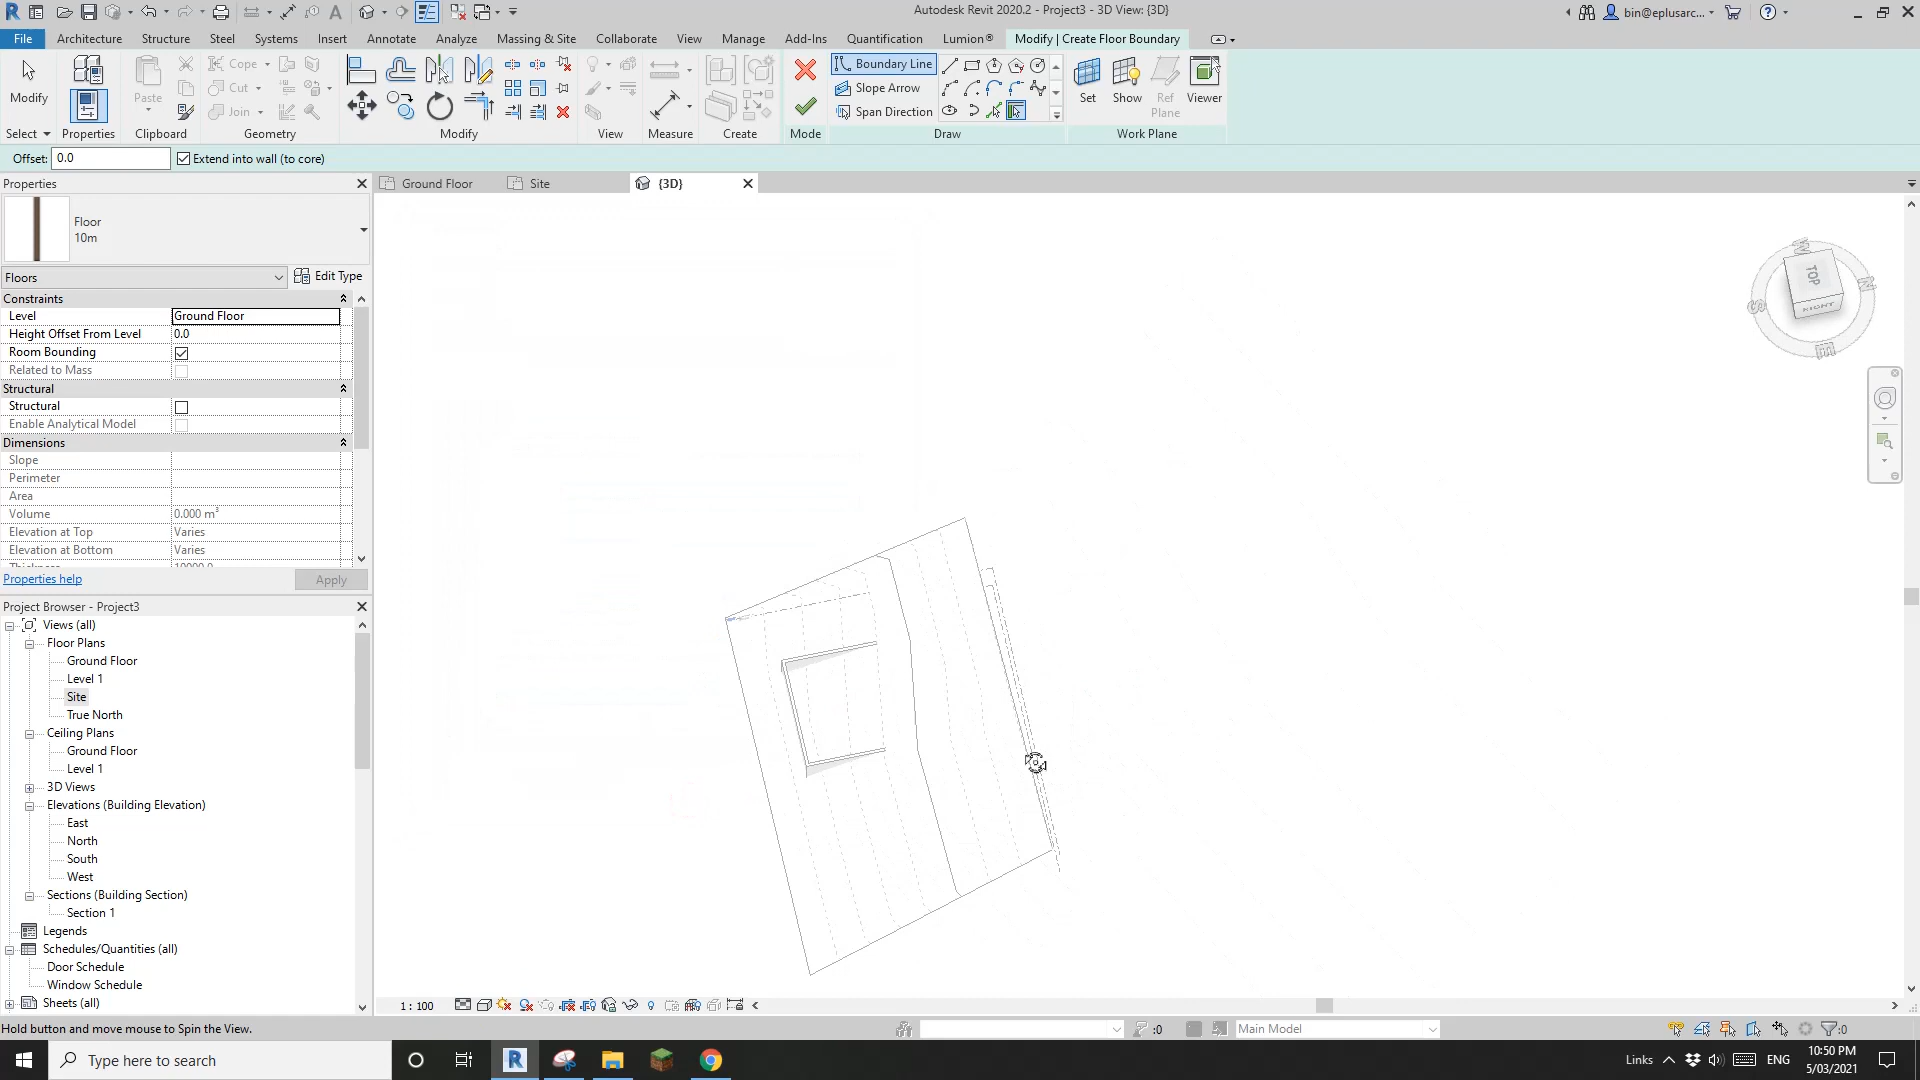 Autodesk Revit 2020.2 - Project3 - 3D View: {3D}
bin@eplusarc...
File Architecture Structure Steel Systems Insert Annotate Analyze Massing & Site Collaborate View Manage Add-Ins Quantification Lumion® Modify | Create Floor Boundary
Modify
Paste
Cope
Cut
Join
Boundary Line
Slope Arrow
Span Direction
Set
Show
Ref
Plane
Viewer
Select Properties Clipboard Geometry Modify View Measure Create Mode Draw Work Plane
Offset: 0.0 Extend into wall (to core)
Properties
Ground Floor Site {3D}
Floor
10m
Floors Edit Type
Constraints
Level Ground Floor
Height Offset From Level 0.0
Room Bounding
Related to Mass
Structural
Structural
Enable Analytical Model
Dimensions
Slope
Perimeter
Area
Volume 0.000 m³
Elevation at Top Varies
Elevation at Bottom Varies
Thickness 10000.0
Properties help Apply
Project Browser - Project3
Views (all)
Floor Plans
Ground Floor
Level 1
Site
True North
Ceiling Plans
Ground Floor
Level 1
3D Views
Elevations (Building Elevation)
East
North
South
West
Sections (Building Section)
Section 1
Legends
Schedules/Quantities (all)
Door Schedule
Window Schedule
Sheets (all)
TOP
RIGHT
N
S
E
W
1 : 100
Hold button and move mouse to Spin the View.
:0
Main Model
:0
Type here to search
Links
ENG
10:50 PM
5/03/2021